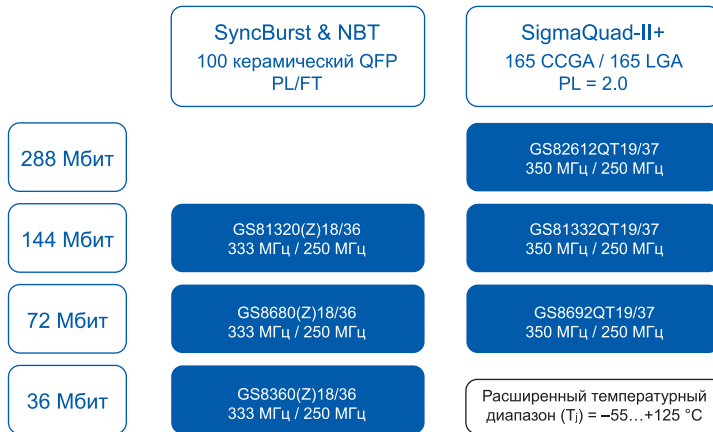 SyncBurst & NBT
100 керамический QFP
PL/FT
SigmaQuad-II+
165 CCGA / 165 LGA
PL = 2.0
288 Мбит
GS82612QT19/37
350 МГц / 250 МГц
144 Мбит
GS81320(Z)18/36
333 МГц / 250 МГц
GS81332QT19/37
350 МГц / 250 МГц
72 Мбит
GS8680(Z)18/36
333 МГц / 250 МГц
GS8692QT19/37
350 МГц / 250 МГц
36 Мбит
GS8360(Z)18/36
333 МГц / 250 МГц
Расширенный температурный
диапазон (Tj) = –55…+125 °C